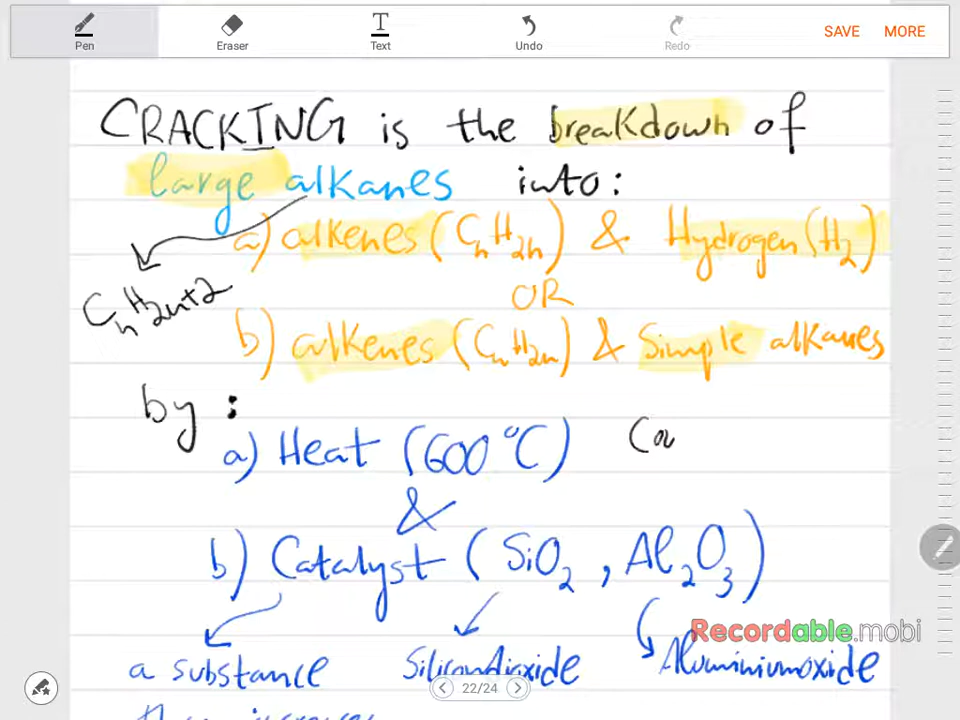 Pen Eraser Text Undo Redo SAVE MORE
CRACKING is the breakdown of
large alkanes into:
a) alkenes (CnH2n) & Hydrogen (H2)
CnH2n+2
OR
b) alkenes (CnH2n) & Simple alkanes
by:
a) Heat (600°C)
&
b) Catalyst (SiO2, Al2O3)
Recordable.mobi
a substance Silicondioxide Aluminiumoxide
22/24